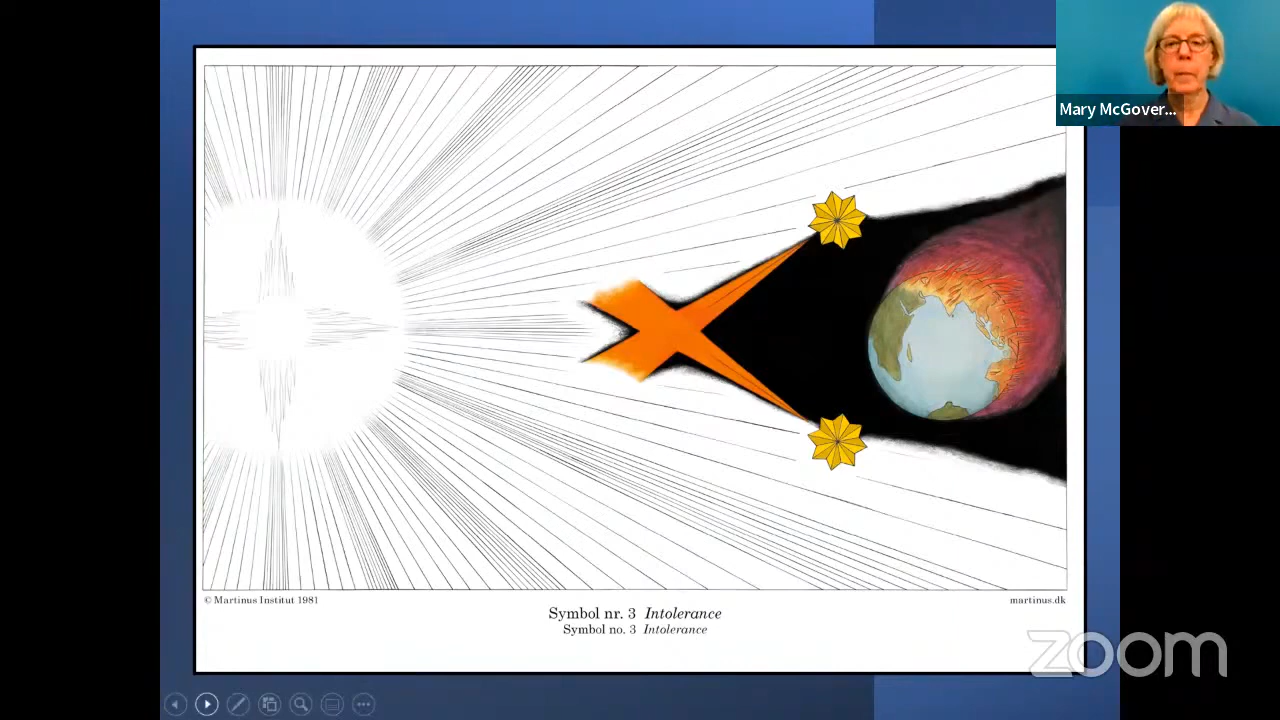 Mary McGover...
© Martinus Institut 1981
martinus.dk
Symbol nr. 3 Intolerance
Symbol no. 3 Intolerance
zoom